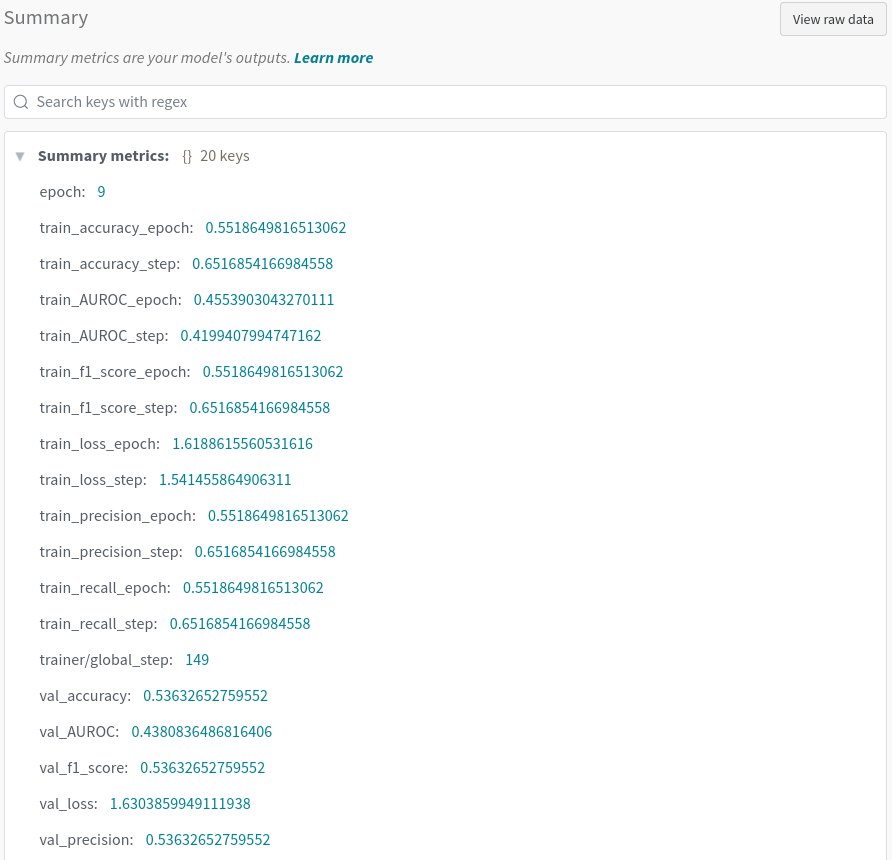 Summary
View raw data
Summary metrics are your model's outputs. Learn more
Search keys with regex
▼ Summary metrics: {} 20 keys
epoch: 9
train_accuracy_epoch: 0.5518649816513062
train_accuracy_step: 0.6516854166984558
train_AUROC_epoch: 0.4553903043270111
train_AUROC_step: 0.4199407994747162
train_f1_score_epoch: 0.5518649816513062
train_f1_score_step: 0.6516854166984558
train_loss_epoch: 1.6188615560531616
train_loss_step: 1.541455864906311
train_precision_epoch: 0.5518649816513062
train_precision_step: 0.6516854166984558
train_recall_epoch: 0.5518649816513062
train_recall_step: 0.6516854166984558
trainer/global_step: 149
val_accuracy: 0.53632652759552
val_AUROC: 0.4380836486816406
val_f1_score: 0.53632652759552
val_loss: 1.6303859949111938
val_precision: 0.53632652759552